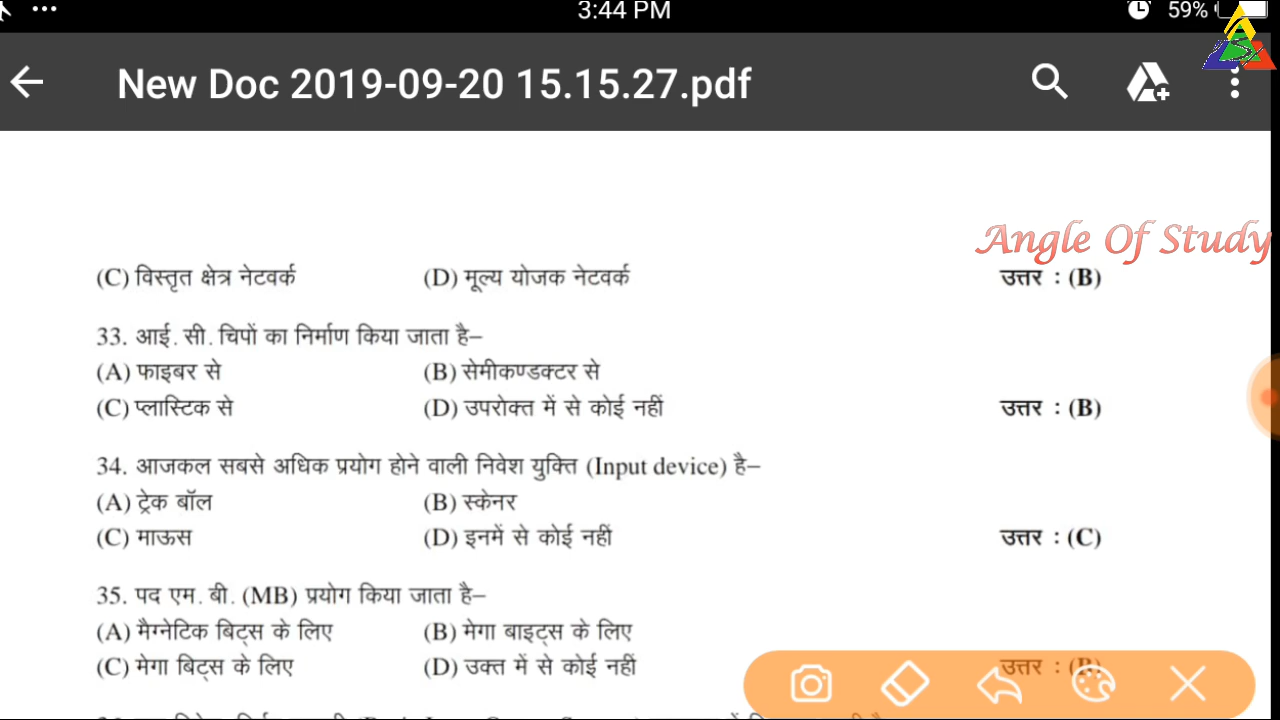 3:44 PM
59%
New Doc 2019-09-20 15.15.27.pdf
Angle Of Study
(C) विस्तृत क्षेत्र नेटवर्क (D) मूल्य योजक नेटवर्क उत्तर : (B)
33. आई. सी. चिपों का निर्माण किया जाता है–
(A) फाइबर से (B) सेमीकण्डक्टर से
(C) प्लास्टिक से (D) उपरोक्त में से कोई नहीं उत्तर : (B)
34. आजकल सबसे अधिक प्रयोग होने वाली निवेश युक्ति (Input device) है–
(A) ट्रेक बॉल (B) स्केनर
(C) माऊस (D) इनमें से कोई नहीं उत्तर : (C)
35. पद एम. बी. (MB) प्रयोग किया जाता है–
(A) मैग्नेटिक बिट्स के लिए (B) मेगा बाइट्स के लिए
(C) मेगा बिट्स के लिए (D) उक्त में से कोई नहीं उत्तर : (B)